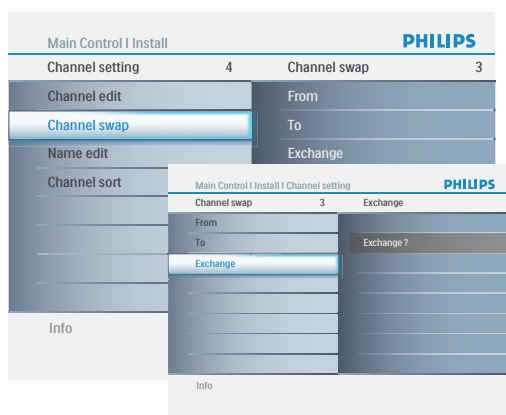 Main Control I Install PHILIPS
Channel setting 4 Channel swap 3
Channel edit From
Channel swap To
Name edit Exchange
Channel sort
Info
Main Control I Install I Channel setting PHILIPS
Channel swap 3 Exchange
From
To Exchange ?
Exchange
Info